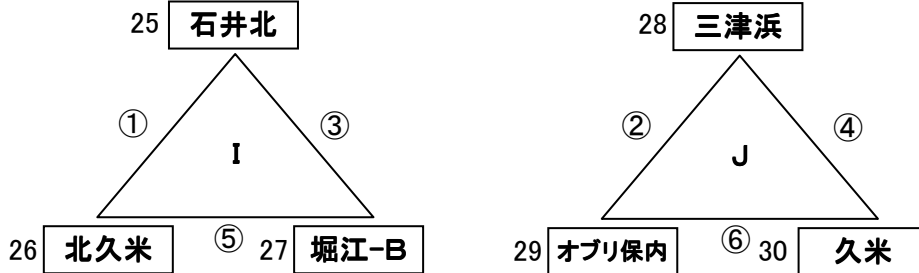 25 石井北
28 三津浜
① ③
② ④
I
J
26 北久米
⑤
27 堀江-B
29 オブリ保内
⑥
30 久米